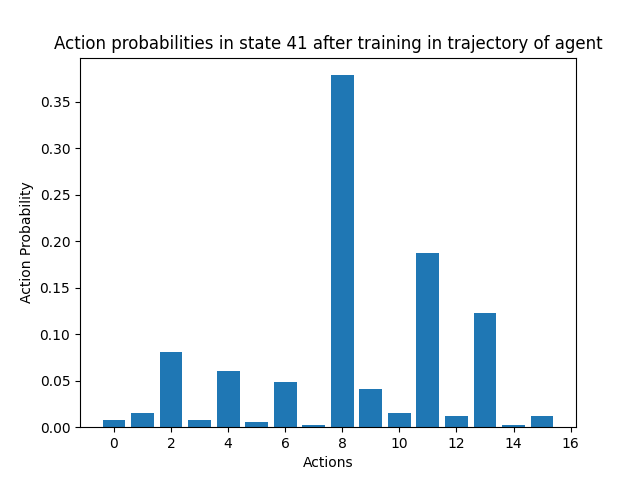 Action probabilities in state 41 after training in trajectory of agent
0.35
0.30
0.25
0.20
0.15
0.10
0.05
0.00
Action Probability
0 2 4 6 8 10 12 14 16
Actions